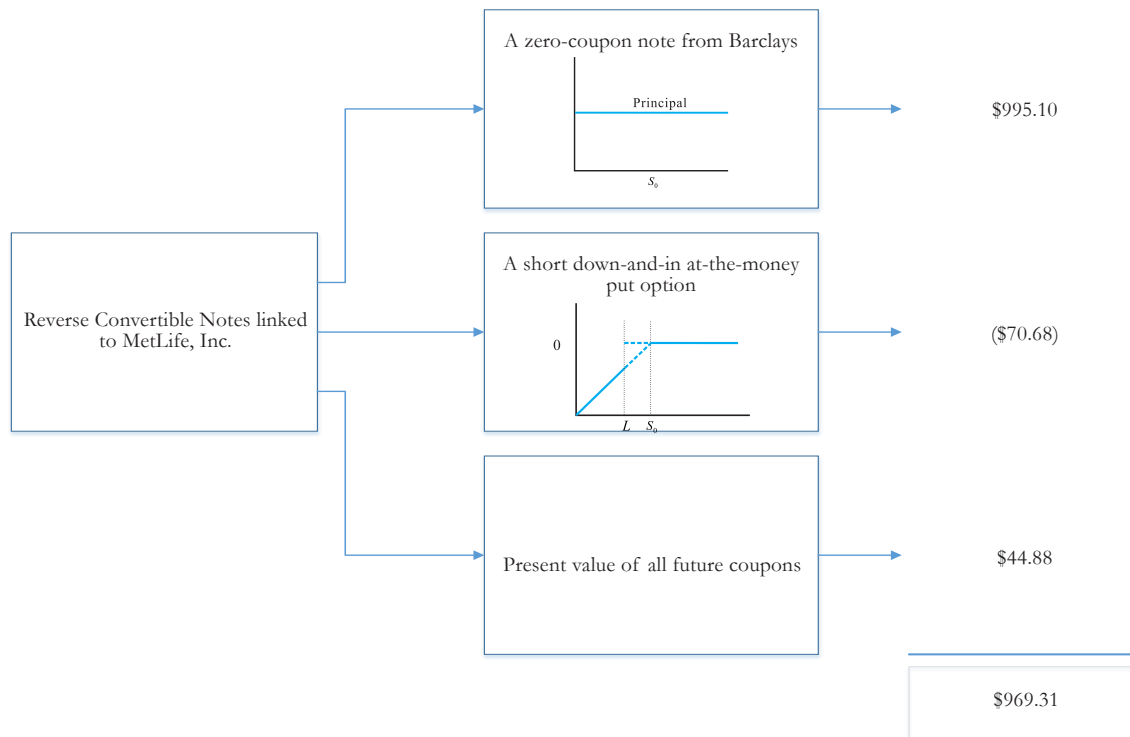 A zero-coupon note from Barclays
Principal
S₀
$995.10
Reverse Convertible Notes linked
to MetLife, Inc.
A short down-and-in at-the-money
put option
0
L S₀
($70.68)
Present value of all future coupons
$44.88
$969.31